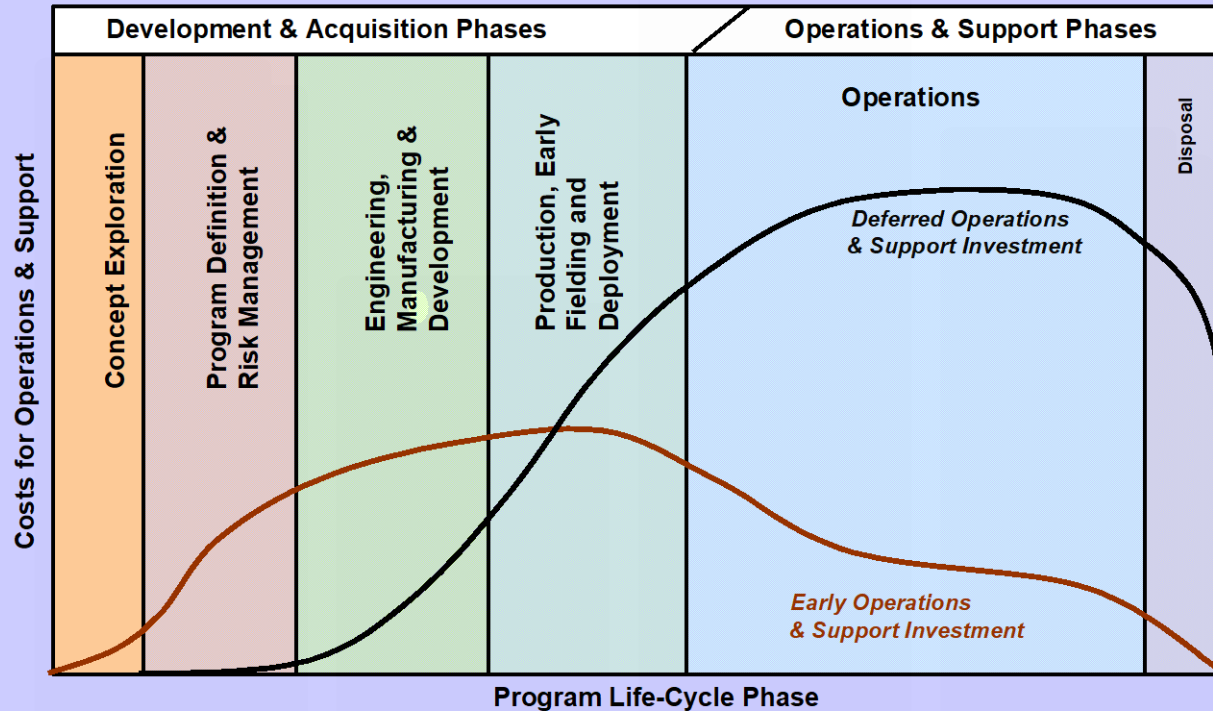 Development & Acquisition Phases
Operations & Support Phases
Costs for Operations & Support
Concept Exploration
Program Definition &
Risk Management
Engineering,
Manufacturing &
Development
Production, Early
Fielding and
Deployment
Operations
Disposal
Deferred Operations
& Support Investment
Early Operations
& Support Investment
Program Life-Cycle Phase